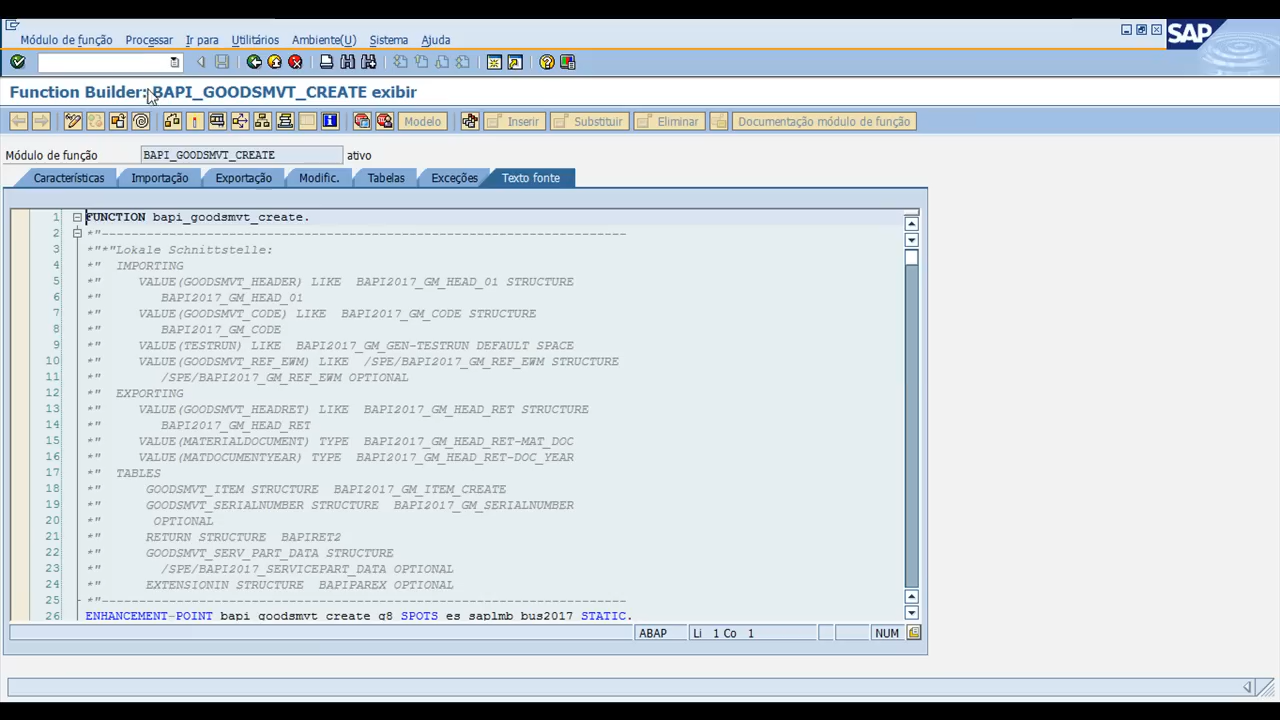 Módulo de função Processar Ir para Utilitários Ambiente(U) Sistema Ajuda
SAP
Function Builder: BAPI_GOODSMVT_CREATE exibir
Modelo Inserir Substituir Eliminar Documentação módulo de função
Módulo de função BAPI_GOODSMVT_CREATE ativo
Características Importação Exportação Modific. Tabelas Exceções Texto fonte
1 FUNCTION bapi_goodsmvt_create.
2 *"------------------------------------------------------------------------
3 *"*"Lokale Schnittstelle:
4 *" IMPORTING
5 *" VALUE(GOODSMVT_HEADER) LIKE BAPI2017_GM_HEAD_01 STRUCTURE
6 *" BAPI2017_GM_HEAD_01
7 *" VALUE(GOODSMVT_CODE) LIKE BAPI2017_GM_CODE STRUCTURE
8 *" BAPI2017_GM_CODE
9 *" VALUE(TESTRUN) LIKE BAPI2017_GM_GEN-TESTRUN DEFAULT SPACE
10 *" VALUE(GOODSMVT_REF_EWM) LIKE /SPE/BAPI2017_GM_REF_EWM STRUCTURE
11 *" /SPE/BAPI2017_GM_REF_EWM OPTIONAL
12 *" EXPORTING
13 *" VALUE(GOODSMVT_HEADRET) LIKE BAPI2017_GM_HEAD_RET STRUCTURE
14 *" BAPI2017_GM_HEAD_RET
15 *" VALUE(MATERIALDOCUMENT) TYPE BAPI2017_GM_HEAD_RET-MAT_DOC
16 *" VALUE(MATDOCUMENTYEAR) TYPE BAPI2017_GM_HEAD_RET-DOC_YEAR
17 *" TABLES
18 *" GOODSMVT_ITEM STRUCTURE BAPI2017_GM_ITEM_CREATE
19 *" GOODSMVT_SERIALNUMBER STRUCTURE BAPI2017_GM_SERIALNUMBER
20 *" OPTIONAL
21 *" RETURN STRUCTURE BAPIRET2
22 *" GOODSMVT_SERV_PART_DATA STRUCTURE
23 *" /SPE/BAPI2017_SERVICEPART_DATA OPTIONAL
24 *" EXTENSIONIN STRUCTURE BAPIPAREX OPTIONAL
25 *"------------------------------------------------------------------------
26 ENHANCEMENT-POINT bapi_goodsmvt_create_g8 SPOTS es_saplmb_bus2017 STATIC.
ABAP Li 1 Co 1 NUM